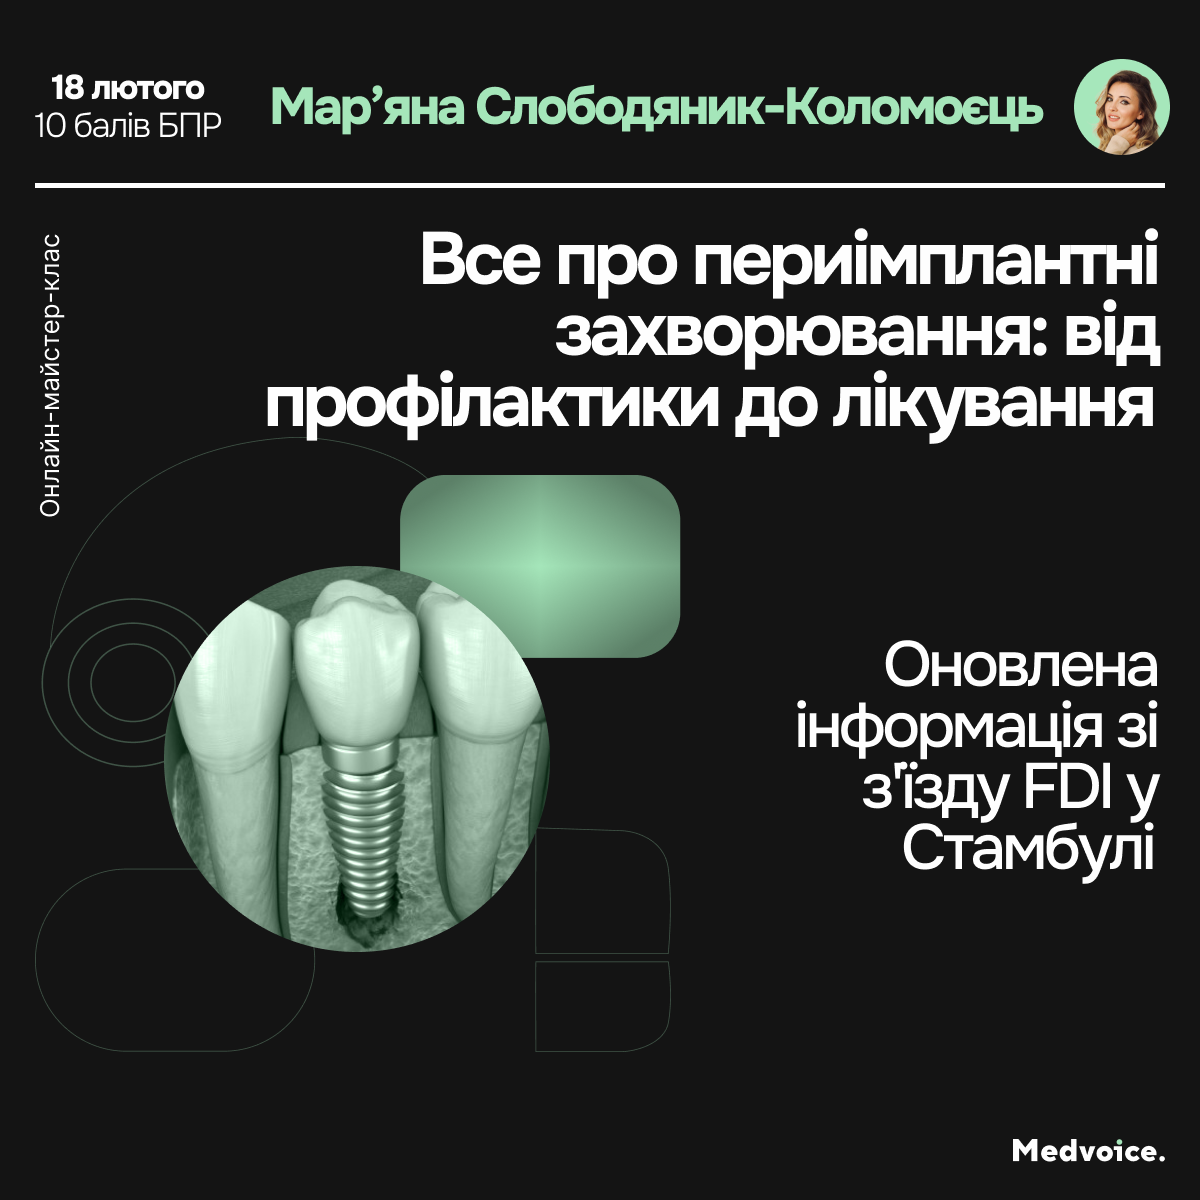 18 лютого
10 балів БПР
Мар’яна Слободяник-Коломоєць
Онлайн-майстер-клас
Все про периімплантні
захворювання: від
профілактики до лікування
Оновлена
інформація зі
з'їзду FDI у
Стамбулі
Medvoice.